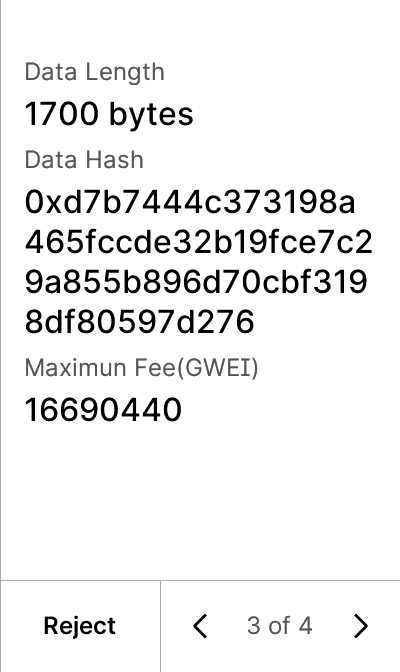 Data Length
1700 bytes
Data Hash
0xd7b7444c373198a
465fccde32b19fce7c2
9a855b896d70cbf319
8df80597d276
Maximun Fee(GWEI)
16690440
Reject
3 of 4